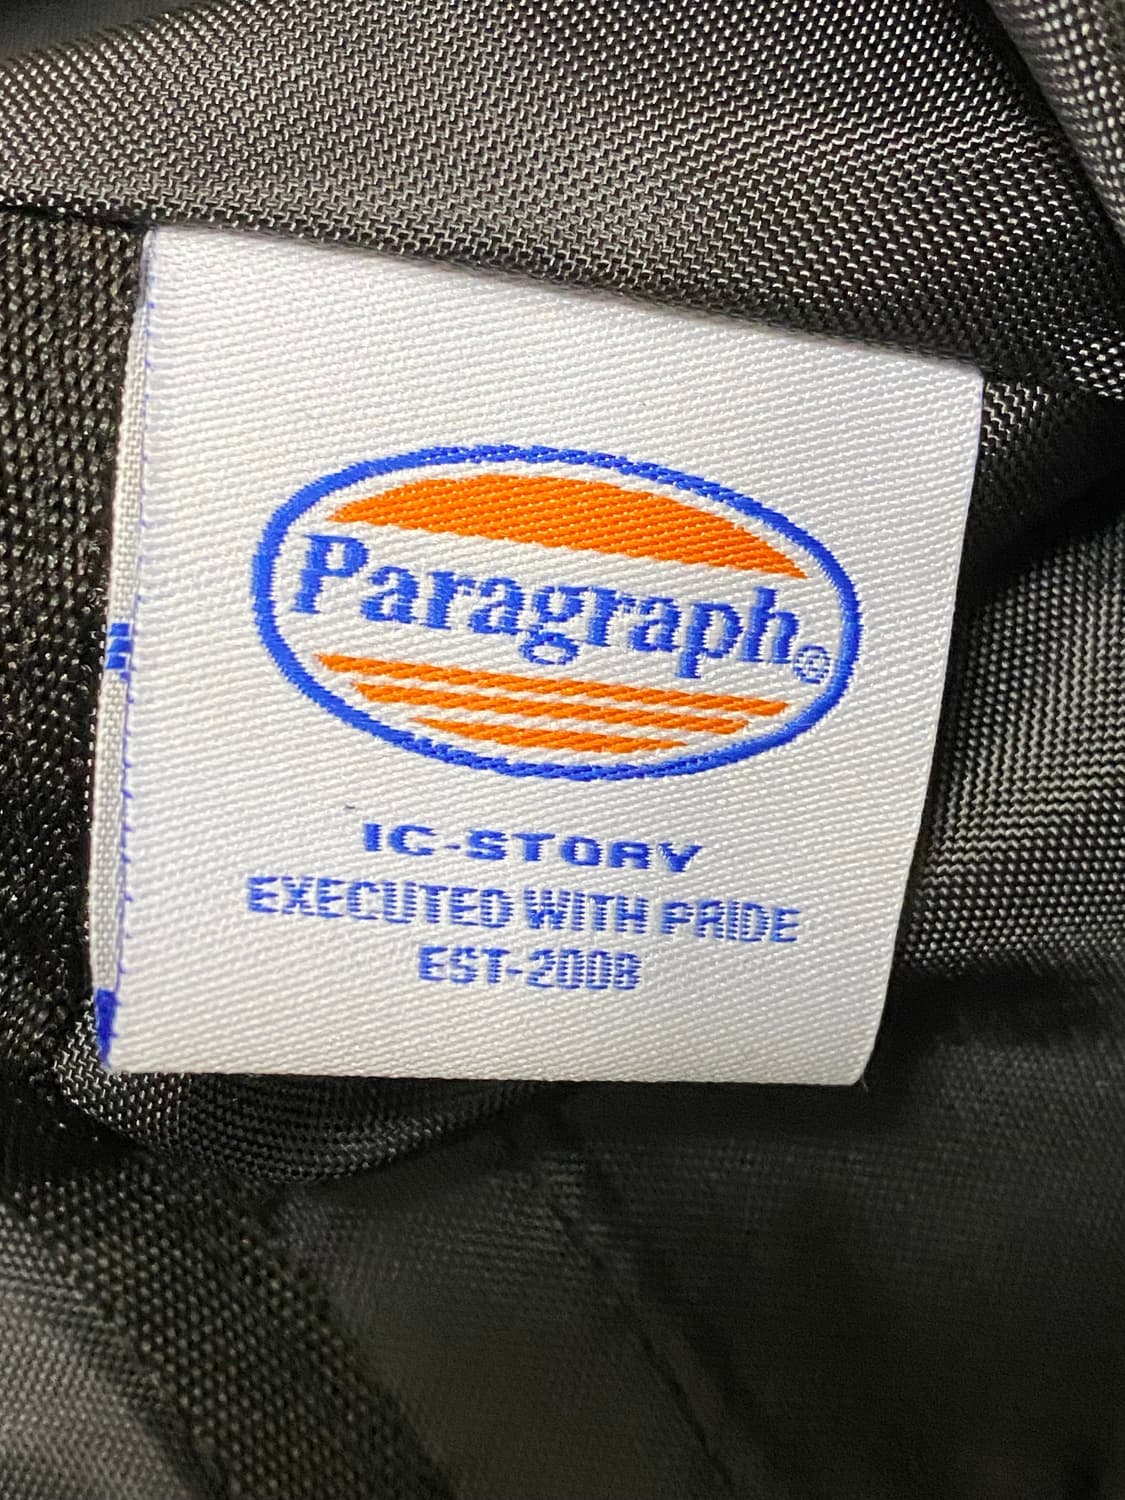 Paragraph®
IC-STORY
EXECUTED WITH PRIDE
EST-2008